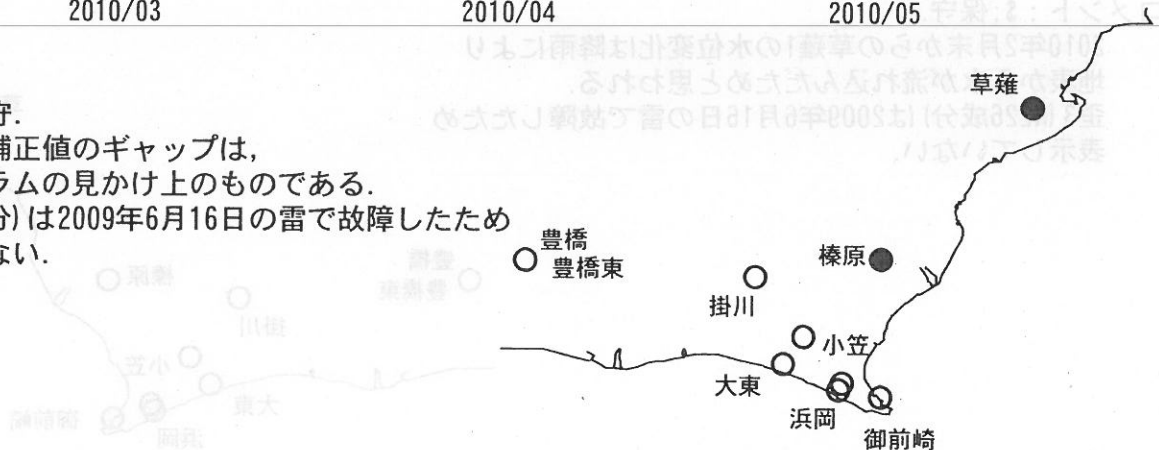 2010/03 2010/04 2010/05
守.
補正値のギャップは,
ラムの見かけ上のものである.
分)は2009年6月16日の雷で故障したため
ない.
草薙
豊橋
豊橋東
榛原
掛川
小笠
大東
浜岡
御前崎